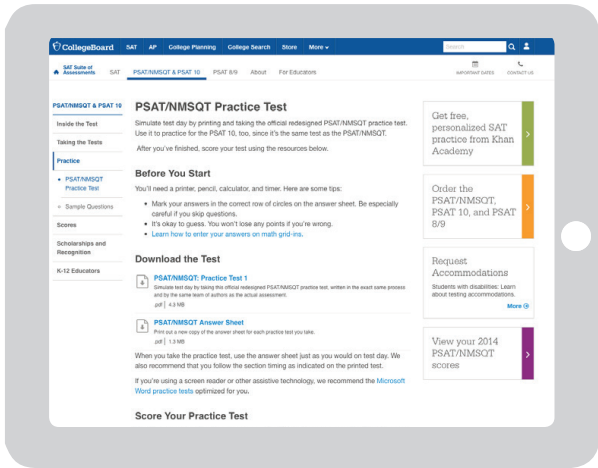 CollegeBoard SAT AP College Planning College Search Store More
Search
SAT Suite of
Assessments SAT PSAT/NMSQT & PSAT 10 PSAT 8/9 About For Educators
IMPORTANT DATES CONTACT US
PSAT/NMSQT & PSAT 10
Inside the Test
Taking the Tests
Practice
PSAT/NMSQT
Practice Test
Sample Questions
Scores
Scholarships and
Recognition
K-12 Educators
PSAT/NMSQT Practice Test
Simulate test day by printing and taking the official redesigned PSAT/NMSQT practice test.
Use it to practice for the PSAT 10, too, since it's the same test as the PSAT/NMSQT.
After you've finished, score your test using the resources below.
Before You Start
You'll need a printer, pencil, calculator, and timer. Here are some tips:
• Mark your answers in the correct row of circles on the answer sheet. Be especially
careful if you skip questions.
• It's okay to guess. You won't lose any points if you're wrong.
• Learn how to enter your answers on math grid-ins.
Download the Test
PSAT/NMSQT: Practice Test 1
Simulate test day by taking this official redesigned PSAT/NMSQT practice test, written in the exact same process
and by the same team of authors as the actual assessment.
.pdf | 4.8 MB
PSAT/NMSQT Answer Sheet
Print out a new copy of the answer sheet for each practice test you take.
.pdf | 1.3 MB
When you take the practice test, use the answer sheet just as you would on test day. We
also recommend that you follow the section timing as indicated on the printed test.
If you're using a screen reader or other assistive technology, we recommend the Microsoft
Word practice tests optimized for you.
Score Your Practice Test
Get free,
personalized SAT
practice from Khan
Academy
Order the
PSAT/NMSQT,
PSAT 10, and PSAT
8/9
Request
Accommodations
Students with disabilities: Learn
about testing accommodations.
More
View your 2014
PSAT/NMSQT
scores